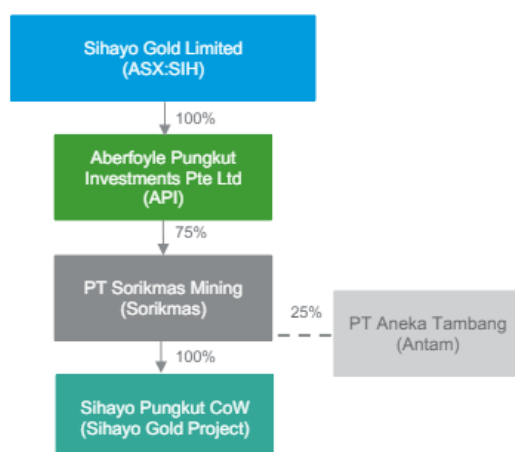 Sihayo Gold Limited
(ASX:SIH)
100%
Aberfoyle Pungkut
Investments Pte Ltd
(API)
75%
PT Sorikmas Mining
(Sorikmas)
25%
PT Aneka Tambang
(Antam)
100%
Sihayo Pungkut CoW
(Sihayo Gold Project)